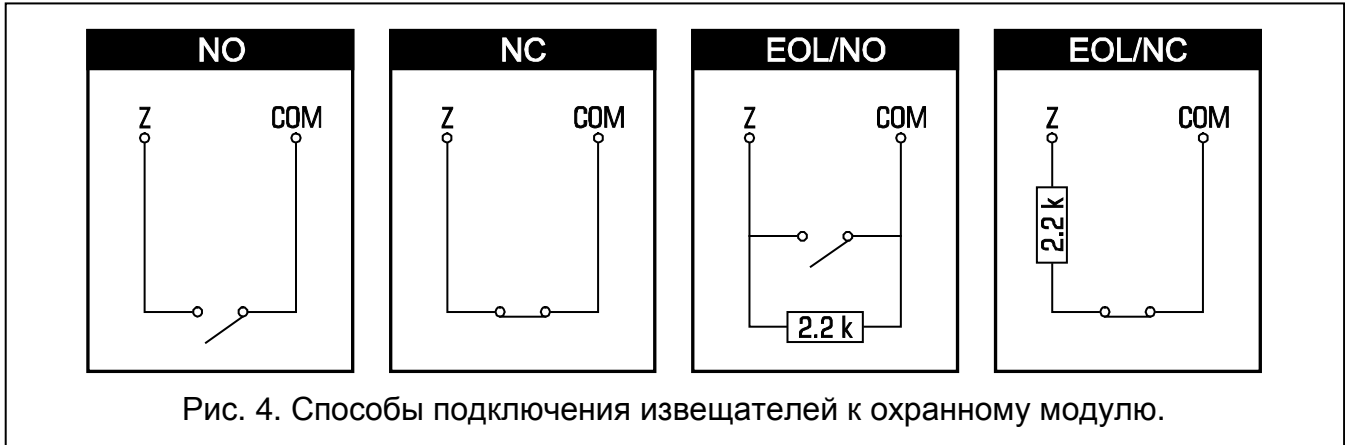 NO NC EOL/NO EOL/NC
Z COM Z COM Z COM Z COM
2.2 k
2.2 k
Рис. 4. Способы подключения извещателей к охранному модулю.